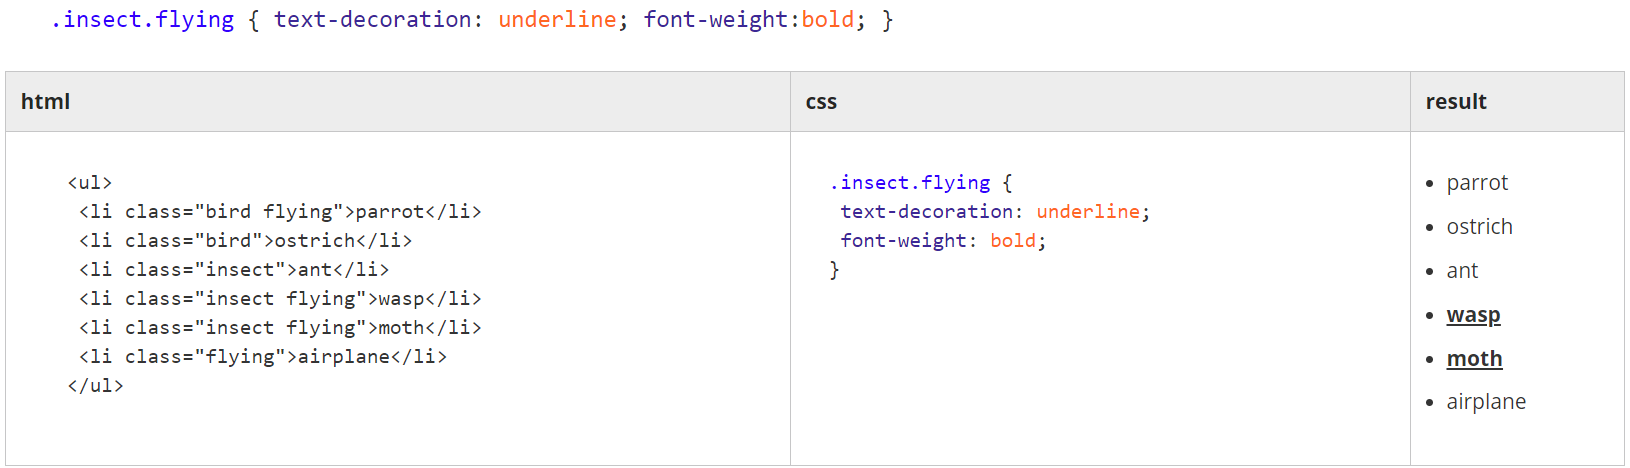 .insect.flying { text-decoration: underline; font-weight:bold; }
html
css
result
<ul>
<li class="bird flying">parrot</li>
<li class="bird">ostrich</li>
<li class="insect">ant</li>
<li class="insect flying">wasp</li>
<li class="insect flying">moth</li>
<li class="flying">airplane</li>
</ul>
.insect.flying {
text-decoration: underline;
font-weight: bold;
}
parrot
ostrich
ant
wasp
moth
airplane